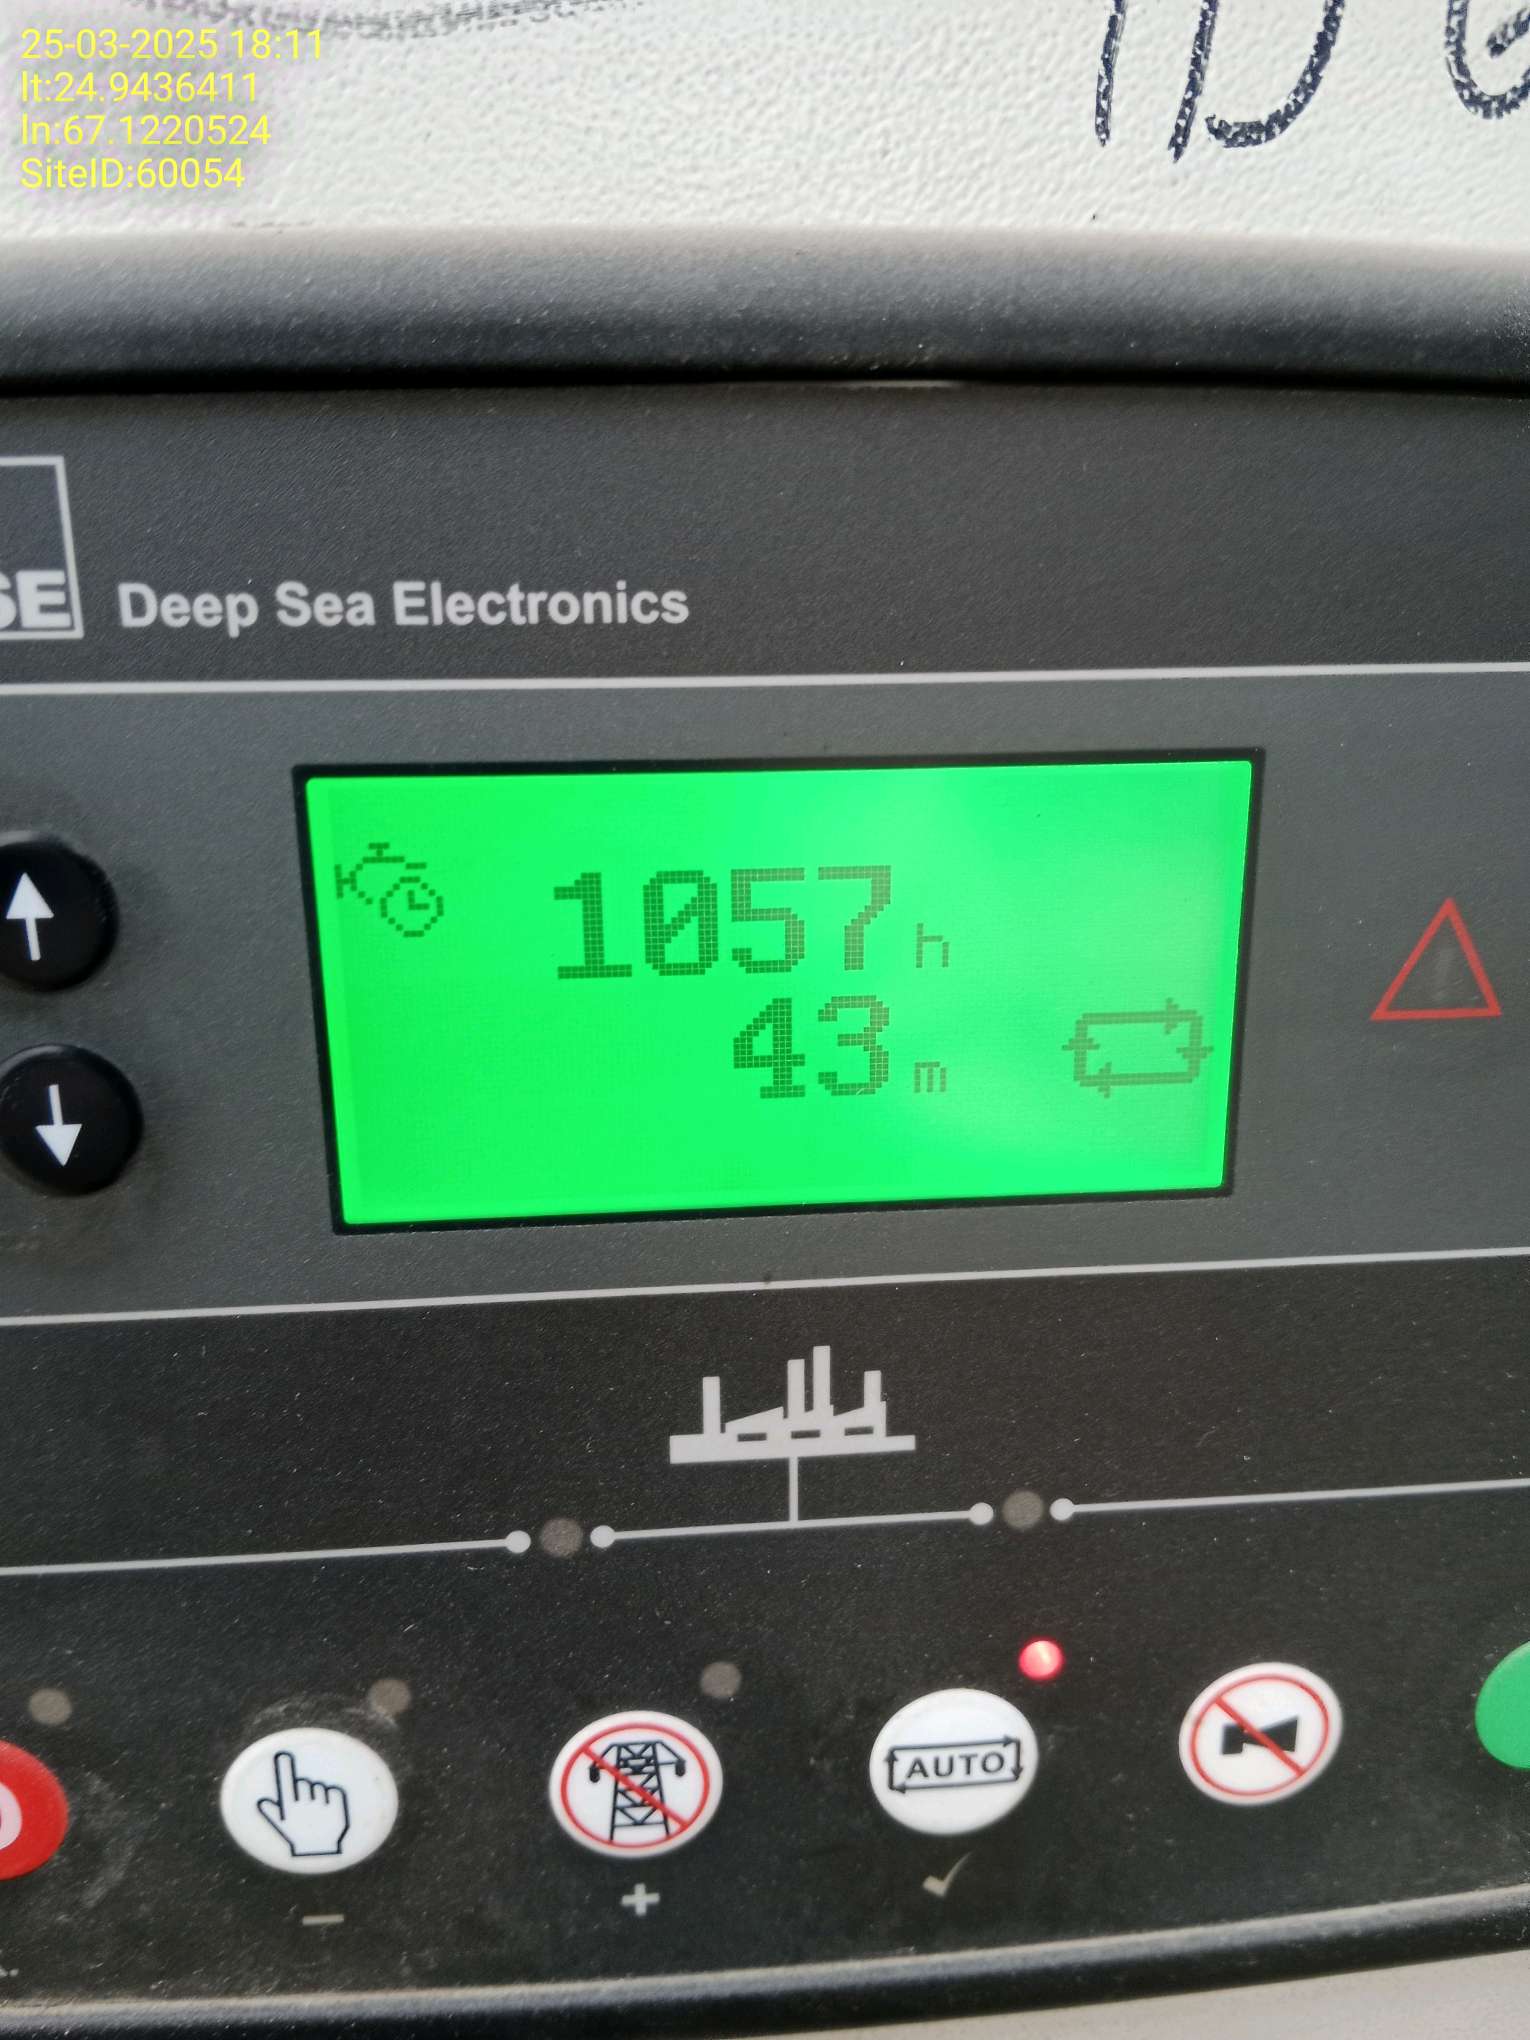 25-03-2025 18:11
lt:24.9436411
ln:67.1220524
SiteID:60054
SE Deep Sea Electronics
1057 h
43 m
AUTO